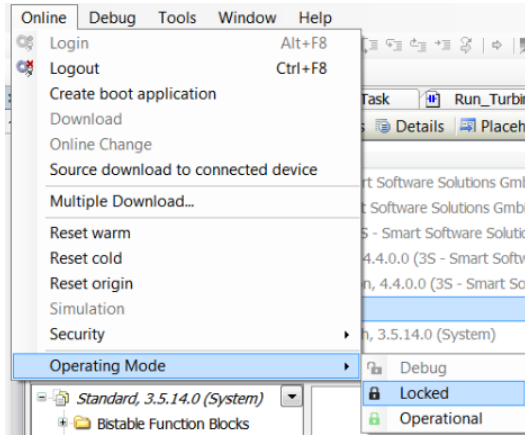 Online Debug Tools Window Help
Login Alt+F8
Logout Ctrl+F8
Create boot application
Download
Online Change
Source download to connected device
Multiple Download...
Reset warm
Reset cold
Reset origin
Simulation
Security
Operating Mode
Debug
Locked
Operational
Task Run_Turbin
Details Placeh
rt Software Solutions Gml
t Software Solutions Gmb
S - Smart Software Solutio
4.4.0.0 (3S - Smart Softw
n, 4.4.0.0 (3S - Smart So
h, 3.5.14.0 (System)
Standard, 3.5.14.0 (System)
Bistable Function Blocks